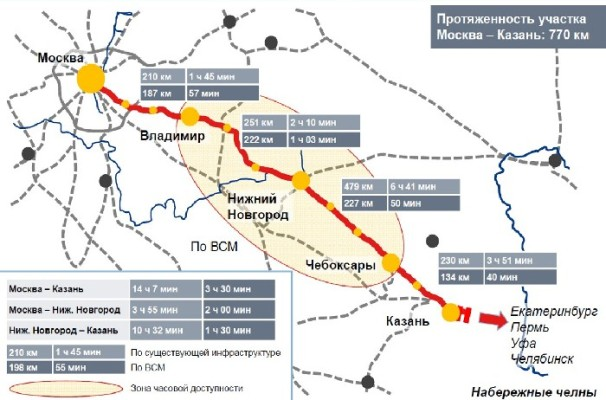 Протяженность участка
Москва – Казань: 770 км
Москва
210 км 1 ч 45 мин
187 км 57 мин
Владимир
251 км 2 ч 10 мин
222 км 1 ч 03 мин
Нижний
Новгород
479 км 6 ч 41 мин
227 км 50 мин
По ВСМ
Чебоксары
230 км 3 ч 51 мин
134 км 40 мин
Казань
Екатеринбург
Пермь
Уфа
Челябинск
Набережные челны
Москва – Казань 14 ч 7 мин 3 ч 30 мин
Москва – Ниж. Новгород 3 ч 55 мин 2 ч 00 мин
Ниж. Новгород – Казань 10 ч 32 мин 1 ч 30 мин
210 км 1 ч 45 мин По существующей инфраструктуре
198 км 55 мин По ВСМ
Зона часовой доступности